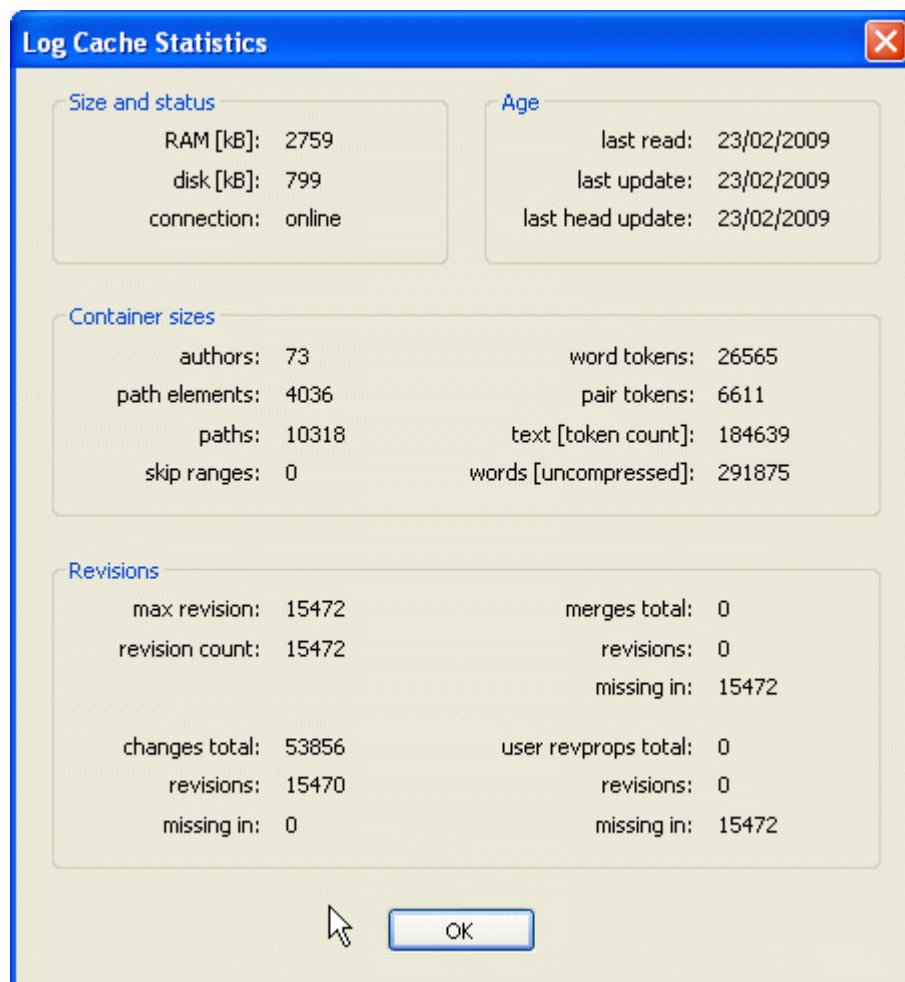 Log Cache Statistics
Size and status
RAM [kB]: 2759
disk [kB]: 799
connection: online
Age
last read: 23/02/2009
last update: 23/02/2009
last head update: 23/02/2009
Container sizes
authors: 73
path elements: 4036
paths: 10318
skip ranges: 0
word tokens: 26565
pair tokens: 6611
text [token count]: 184639
words [uncompressed]: 291875
Revisions
max revision: 15472
revision count: 15472
merges total: 0
revisions: 0
missing in: 15472
changes total: 53856
revisions: 15470
missing in: 0
user revprops total: 0
revisions: 0
missing in: 15472
OK